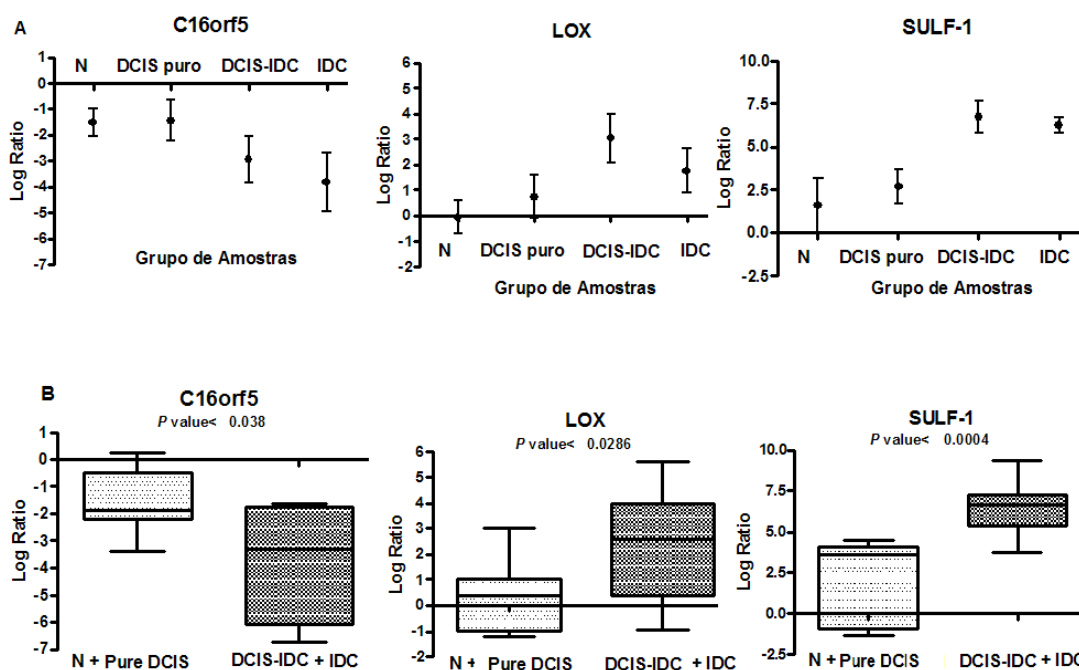 A
C16orf5
Log Ratio
1
0
-1
-2
-3
-4
-5
-6
-7
N DCIS puro DCIS-IDC IDC
Grupo de Amostras
LOX
Log Ratio
6
5
4
3
2
1
0
-1
-2
N DCIS puro DCIS-IDC IDC
Grupo de Amostras
SULF-1
Log Ratio
10.0
7.5
5.0
2.5
0.0
-2.5
N DCIS puro DCIS-IDC IDC
Grupo de Amostras
B
C16orf5
P value< 0.038
Log Ratio
1
0
-1
-2
-3
-4
-5
-6
-7
N + Pure DCIS DCIS-IDC + IDC
LOX
P value< 0.0286
Log Ratio
6
5
4
3
2
1
0
-1
-2
N + Pure DCIS DCIS-IDC + IDC
SULF-1
P value< 0.0004
Log Ratio
10.0
7.5
5.0
2.5
0.0
-2.5
N + Pure DCIS DCIS-IDC + IDC